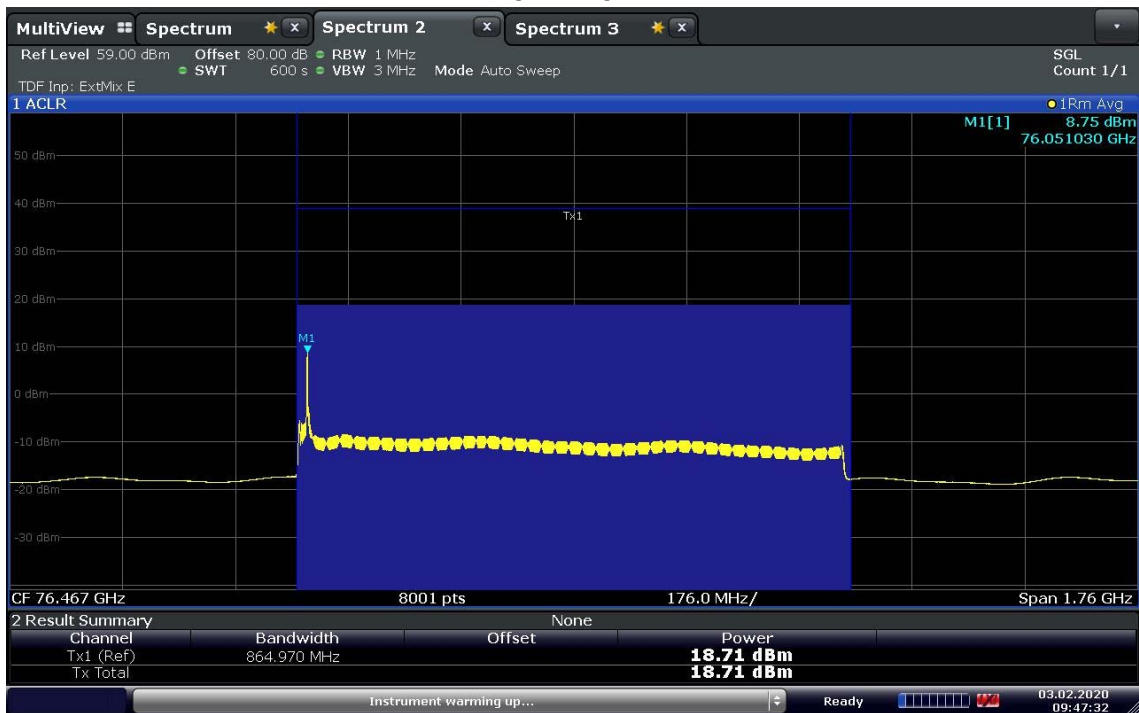 MultiView Spectrum X Spectrum 2 X Spectrum 3 X
Ref Level 59.00 dBm Offset 80.00 dB RBW 1 MHz SGL
SWT 600 s VBW 3 MHz Mode Auto Sweep Count 1/1
TDF Inp: ExtMix E
1 ACLR 1Rm Avg
M1[1] 8.75 dBm
76.051030 GHz
50 dBm
40 dBm
Tx1
30 dBm
20 dBm
M1
10 dBm
0 dBm
-10 dBm
-20 dBm
-30 dBm
CF 76.467 GHz 8001 pts 176.0 MHz/ Span 1.76 GHz
2 Result Summary None
Channel Bandwidth Offset Power
Tx1 (Ref) 864.970 MHz 18.71 dBm
Tx Total 18.71 dBm
Instrument warming up... Ready 03.02.2020
09:47:32